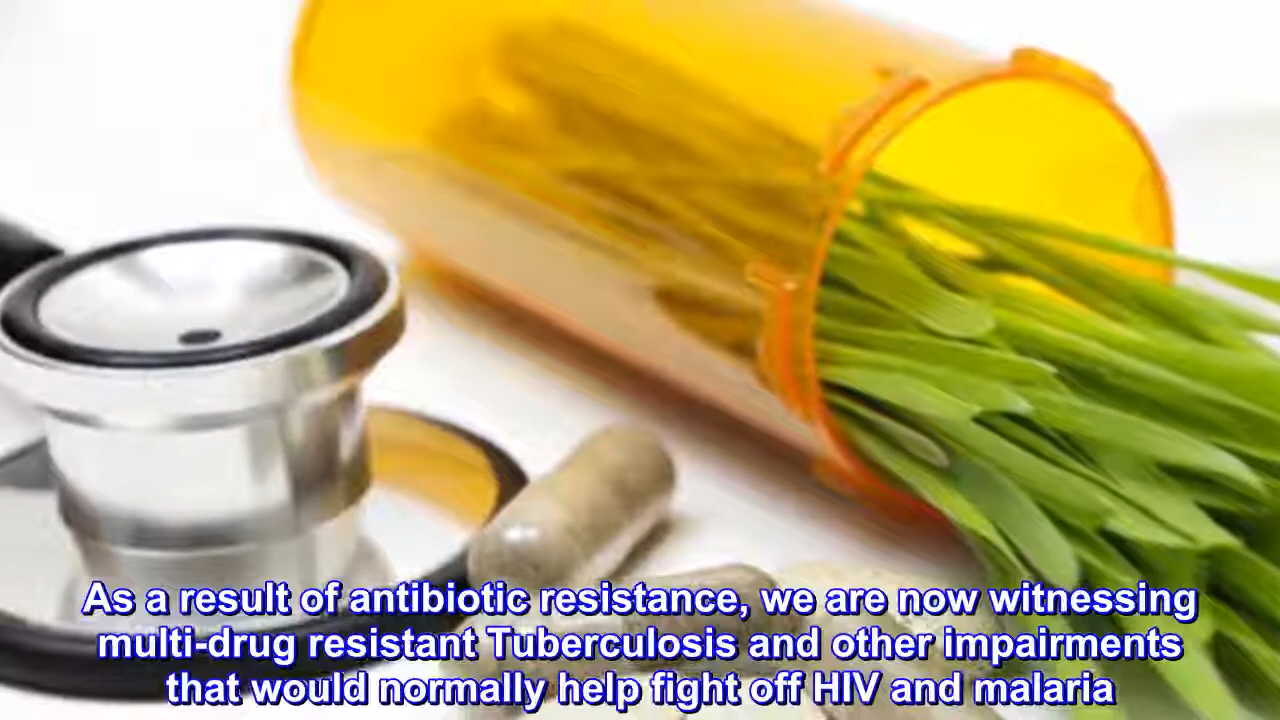 As a result of antibiotic resistance, we are now witnessing
multi-drug resistant Tuberculosis and other impairments
that would normally help fight off HIV and malaria